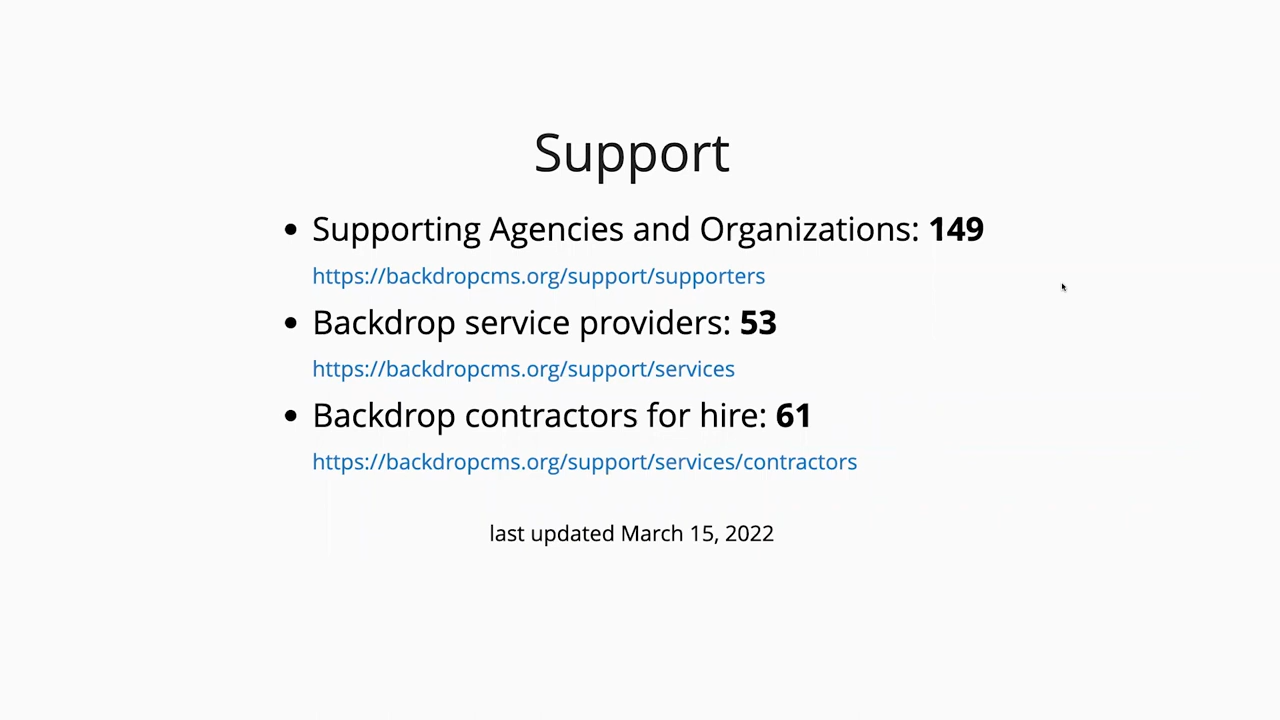 Support
• Supporting Agencies and Organizations: 149
https://backdropcms.org/support/supporters
• Backdrop service providers: 53
https://backdropcms.org/support/services
• Backdrop contractors for hire: 61
https://backdropcms.org/support/services/contractors
last updated March 15, 2022